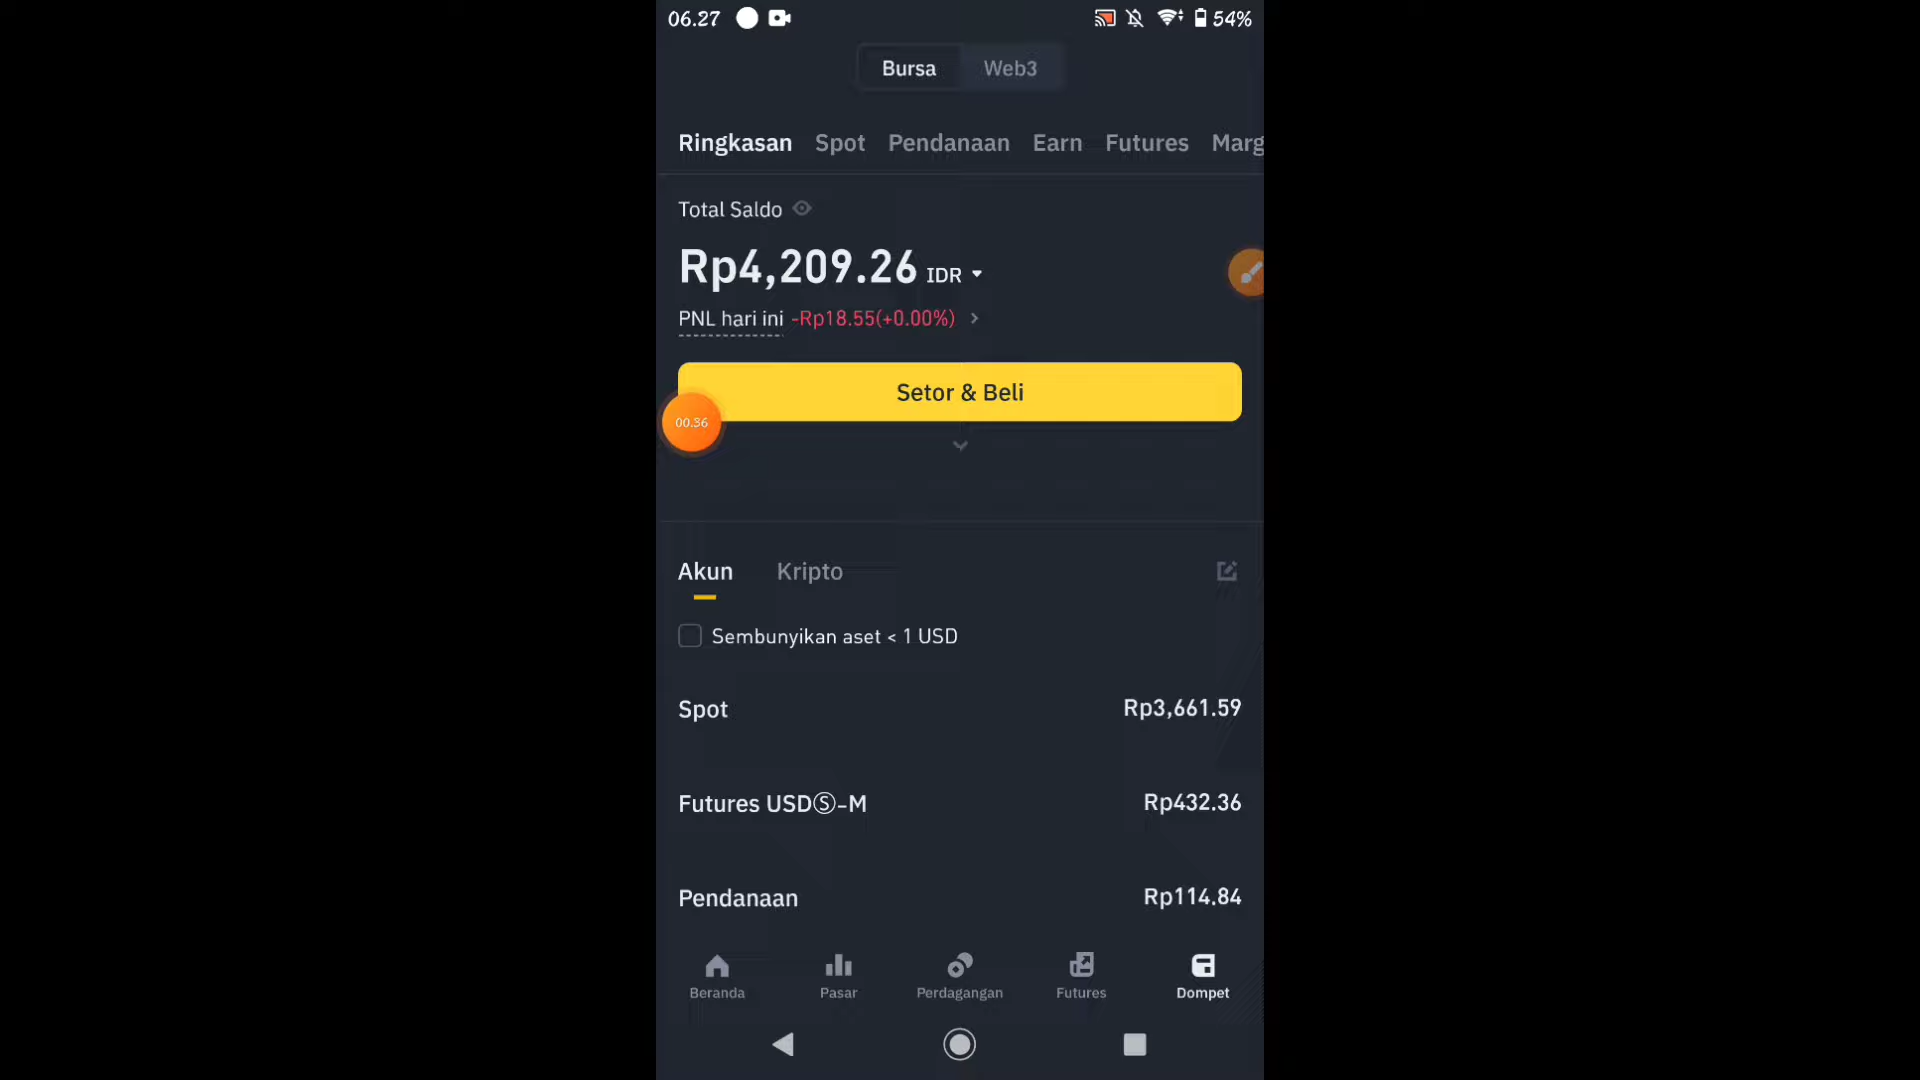 06.27 54%
Bursa Web3
Ringkasan Spot Pendanaan Earn Futures Marg
Total Saldo
Rp4,209.26 IDR
PNL hari ini -Rp18.55(+0.00%)
Setor & Beli
00.36
Akun Kripto
Sembunyikan aset < 1 USD
Spot Rp3,661.59
Futures USDⓈ-M Rp432.36
Pendanaan Rp114.84
Beranda Pasar Perdagangan Futures Dompet